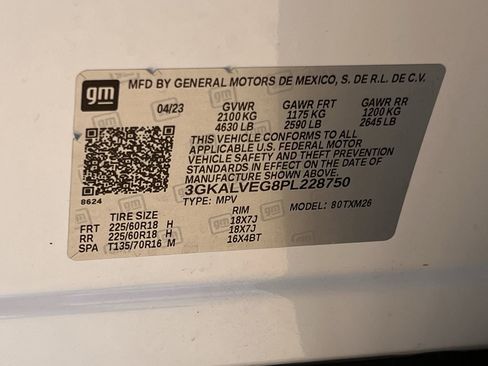 gm MFD BY GENERAL MOTORS DE MEXICO, S. DE R.L. DE C.V.
04/23 GVWR GAWR FRT GAWR RR
2100 KG 1175 KG 1200 KG
4630 LB 2590 LB 2645 LB
THIS VEHICLE CONFORMS TO ALL
APPLICABLE U.S. FEDERAL MOTOR
VEHICLE SAFETY AND THEFT PREVENTION
STANDARDS IN EFFECT ON THE DATE OF
MANUFACTURE SHOWN ABOVE.
3GKALVEG8PL228750
8624
TYPE: MPV MODEL: 80TXM26
TIRE SIZE RIM
FRT 225/60R18 H 18X7J
RR 225/60R18 H 18X7J
SPA T135/70R16 M 16X4BT